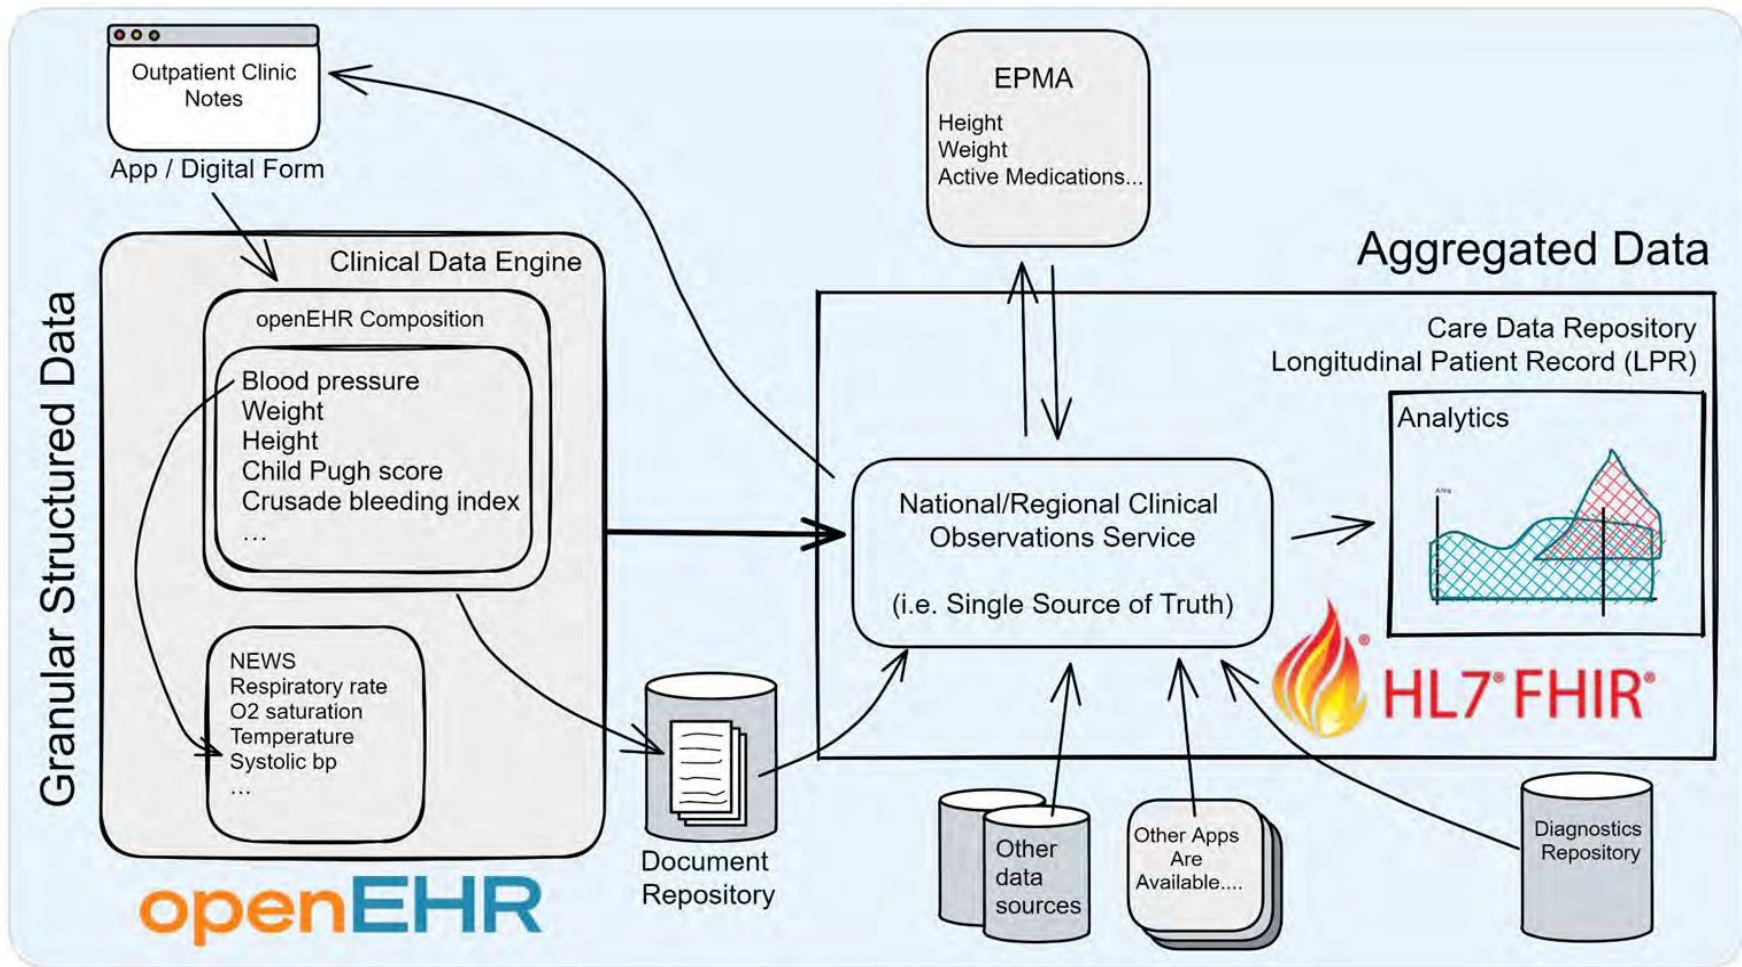 Outpatient Clinic
Notes
App / Digital Form
Granular Structured Data
Clinical Data Engine
openEHR Composition
Blood pressure
Weight
Height
Child Pugh score
Crusade bleeding index
...
NEWS
Respiratory rate
O2 saturation
Temperature
Systolic bp
...
openEHR
Document
Repository
EPMA
Height
Weight
Active Medications...
Aggregated Data
Care Data Repository
Longitudinal Patient Record (LPR)
Analytics
National/Regional Clinical
Observations Service
(i.e. Single Source of Truth)
HL7® FHIR®
®
Other
data
sources
Other Apps
Are
Available....
Diagnostics
Repository